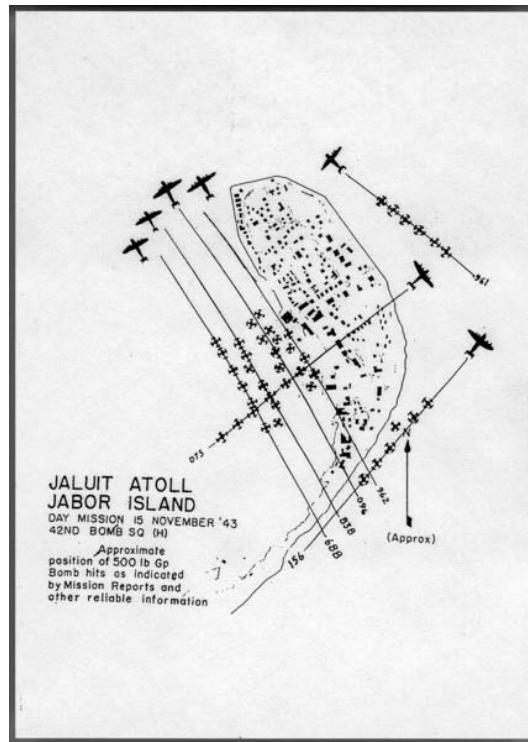 961
075
JALUIT ATOLL
JABOR ISLAND
DAY MISSION 15 NOVEMBER '43
42ND BOMB SQ (H)
Approximate
position of 500 lb Gp
Bomb hits as indicated
by Mission Reports and
other reliable information
962
094
838
688
156
N
(Approx)